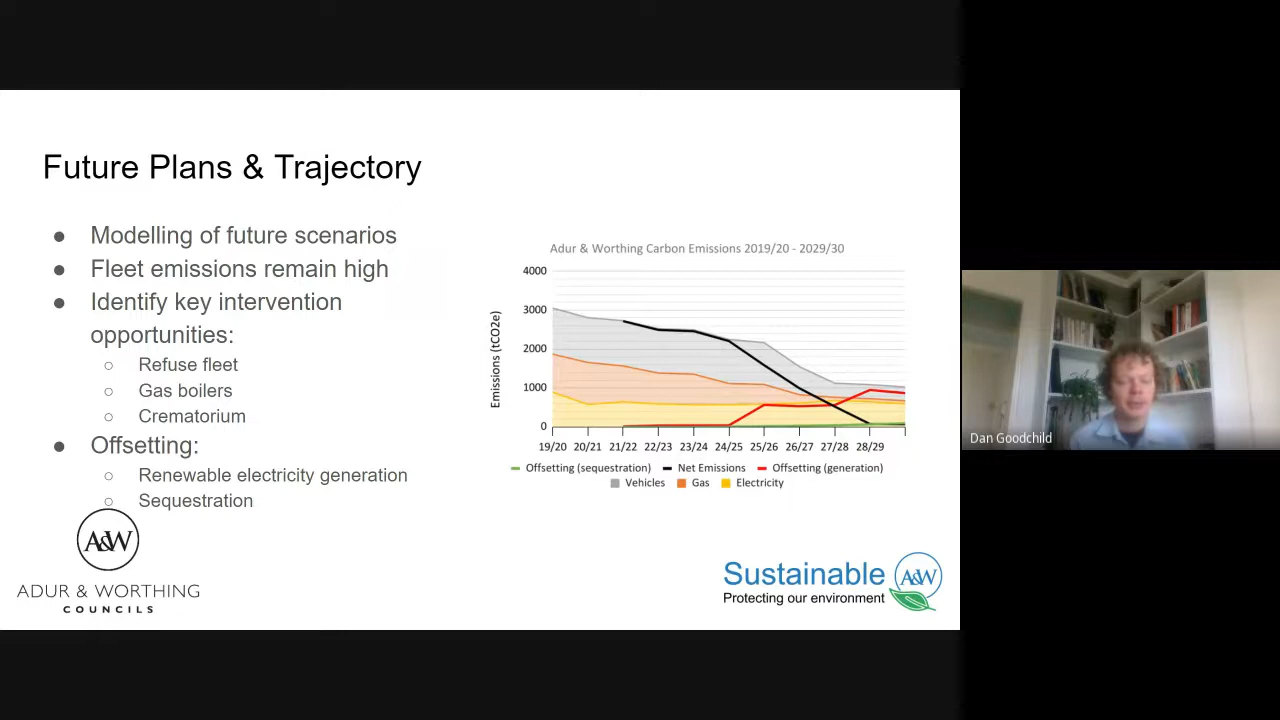 Future Plans & Trajectory
● Modelling of future scenarios
● Fleet emissions remain high
● Identify key intervention
opportunities:
○ Refuse fleet
○ Gas boilers
○ Crematorium
● Offsetting:
○ Renewable electricity generation
○ Sequestration
A&W
ADUR & WORTHING
COUNCILS
Adur & Worthing Carbon Emissions 2019/20 - 2029/30
Emissions (tCO2e)
4000
3000
2000
1000
0
19/20 20/21 21/22 22/23 23/24 24/25 25/26 26/27 27/28 28/29
Offsetting (sequestration) Net Emissions Offsetting (generation)
Vehicles Gas Electricity
Sustainable A&W
Protecting our environment
Dan Goodchild